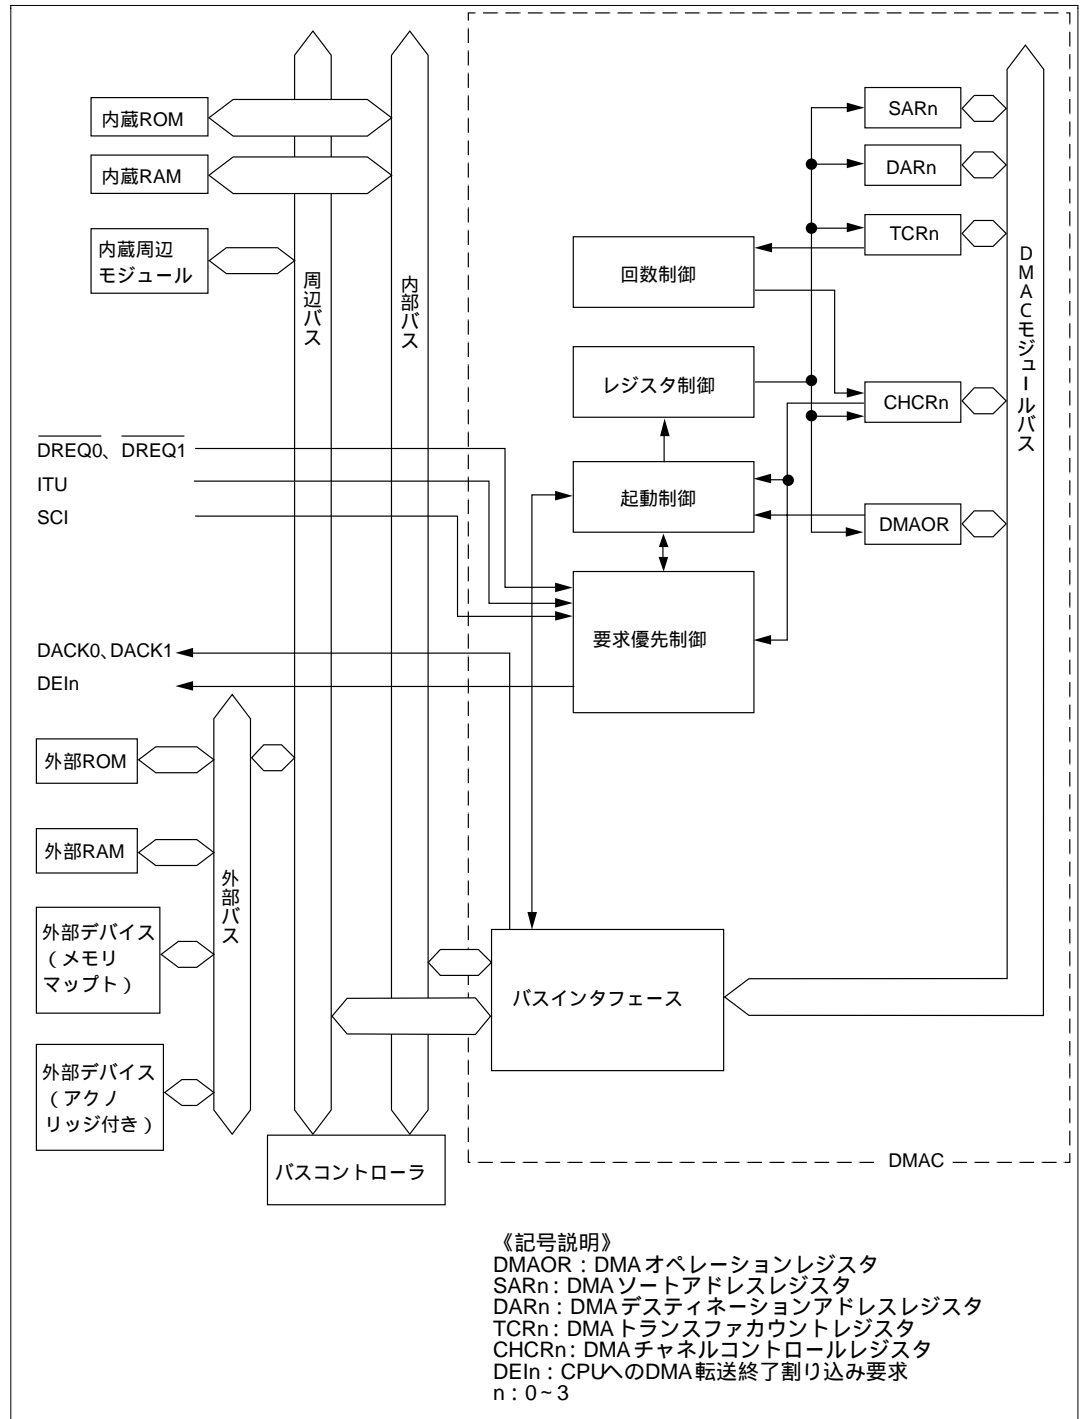 内蔵ROM
内蔵RAM
内蔵周辺
モジュール
周辺バス
内部バス
SARn
DARn
TCRn
回数制御
レジスタ制御
CHCRn
DMACモジュールバス
DREQ0、DREQ1
ITU
SCI
起動制御
DMAOR
要求優先制御
DACK0、DACK1
DEIn
外部ROM
外部RAM
外部バス
外部デバイス
（メモリ
マップト）
バスインタフェース
外部デバイス
（アクノ
リッジ付き）
バスコントローラ
DMAC
《記号説明》
DMAOR：DMAオペレーションレジスタ
SARn：DMAソートアドレスレジスタ
DARn：DMAデスティネーションアドレスレジスタ
TCRn：DMAトランスファカウントレジスタ
CHCRn：DMAチャネルコントロールレジスタ
DEIn：CPUへのDMA転送終了割り込み要求
n：0~3